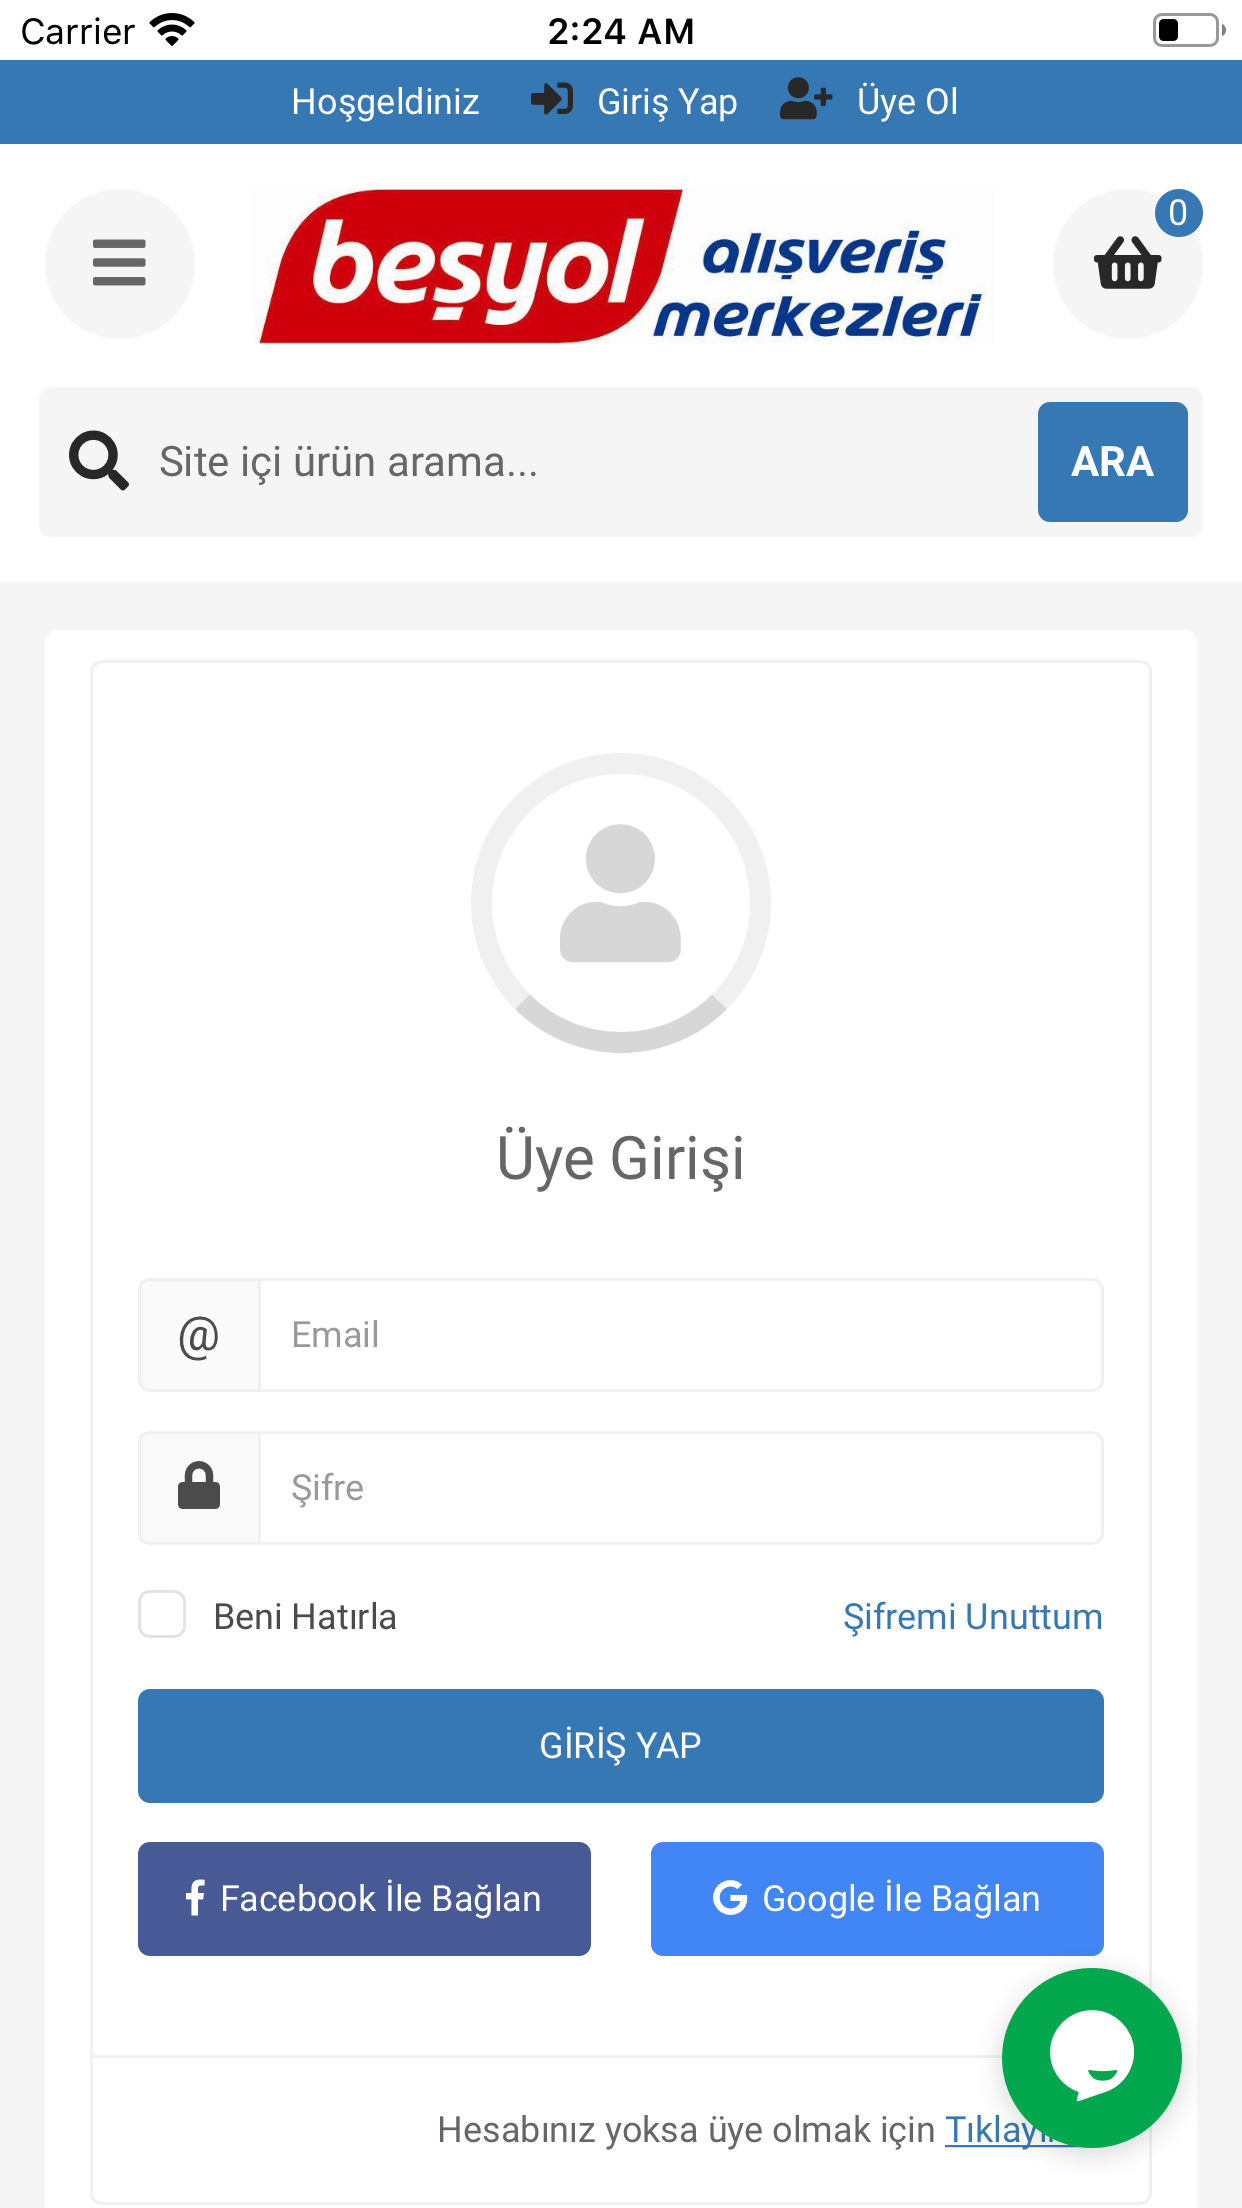 Carrier 2:24 AM
Hoşgeldiniz Giriş Yap Üye Ol
0
beşyol alışveriş merkezleri
Site içi ürün arama... ARA
Üye Girişi
@ Email
Şifre
Beni Hatırla Şifremi Unuttum
GİRİŞ YAP
Facebook İle Bağlan Google İle Bağlan
Hesabınız yoksa üye olmak için